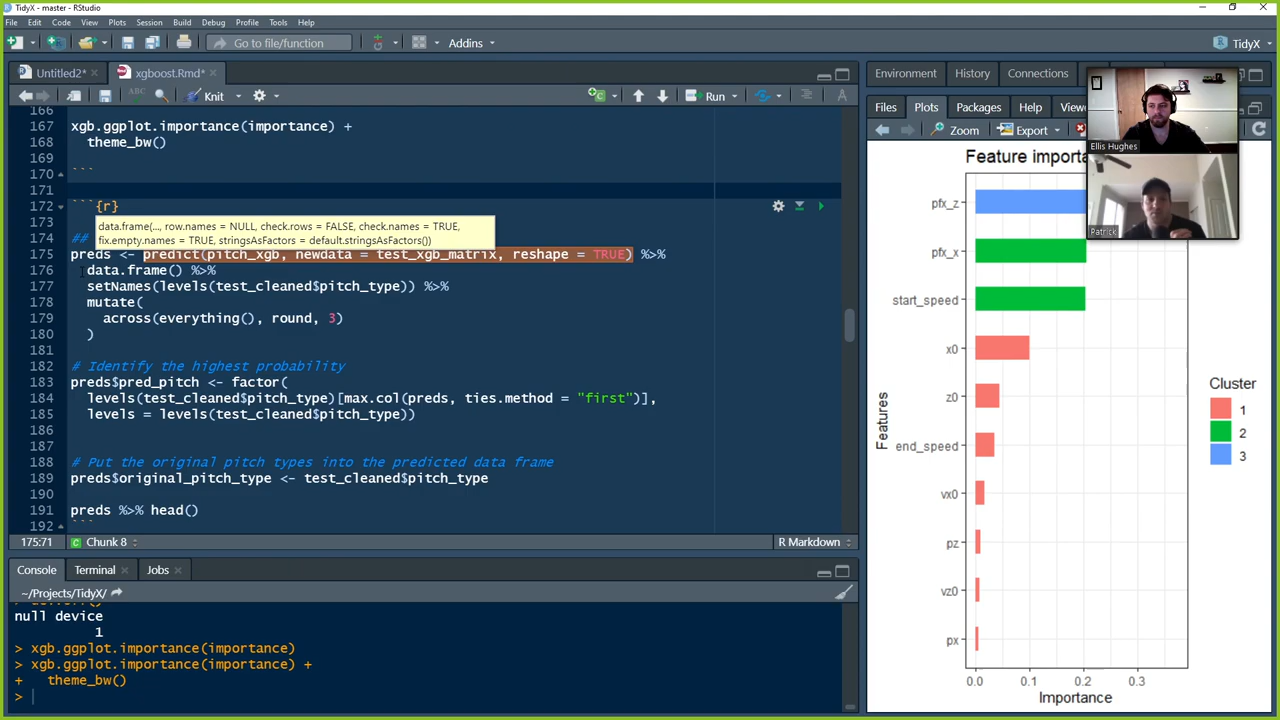 TidyX - master - RStudio
File Edit Code View Plots Session Build Debug Profile Tools Help
Go to file/function
Addins
TidyX
Untitled2*
xgboost.Rmd*
Knit
Run
166
167 xgb.ggplot.importance(importance) +
168 theme_bw()
169
170 ```
171
172 ```{r}
173
174 ##
data.frame(..., row.names = NULL, check.rows = FALSE, check.names = TRUE,
fix.empty.names = TRUE, stringsAsFactors = default.stringsAsFactors())
175 preds <- predict(pitch_xgb, newdata = test_xgb_matrix, reshape = TRUE) %>%
176 data.frame() %>%
177 setNames(levels(test_cleaned$pitch_type)) %>%
178 mutate(
179 across(everything(), round, 3)
180 )
181
182 # Identify the highest probability
183 preds$pred_pitch <- factor(
184 levels(test_cleaned$pitch_type)[max.col(preds, ties.method = "first")],
185 levels = levels(test_cleaned$pitch_type))
186
187
188 # Put the original pitch types into the predicted data frame
189 preds$original_pitch_type <- test_cleaned$pitch_type
190
191 preds %>% head()
192 ```
175:71
Chunk 8
R Markdown
Console
Terminal
Jobs
~/Projects/TidyX/
null device
1
> xgb.ggplot.importance(importance)
> xgb.ggplot.importance(importance) +
+ theme_bw()
>
Environment
History
Connections
Files
Plots
Packages
Help
View
Zoom
Export
Ellis Hughes
Patrick
Feature importa
pfx_z
pfx_x
start_speed
x0
z0
end_speed
vx0
pz
vz0
px
Features
0.0 0.1 0.2 0.3
Importance
Cluster
1
2
3